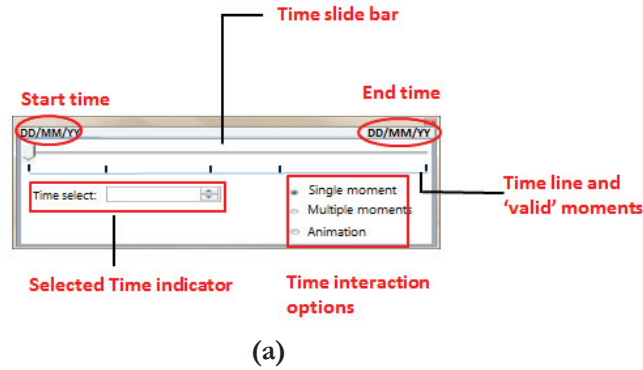 Time slide bar
Start time
End time
DD/MM/YY
DD/MM/YY
Time select:
Single moment
Multiple moments
Animation
Time line and
‘valid’ moments
Selected Time indicator
Time interaction
options
(a)